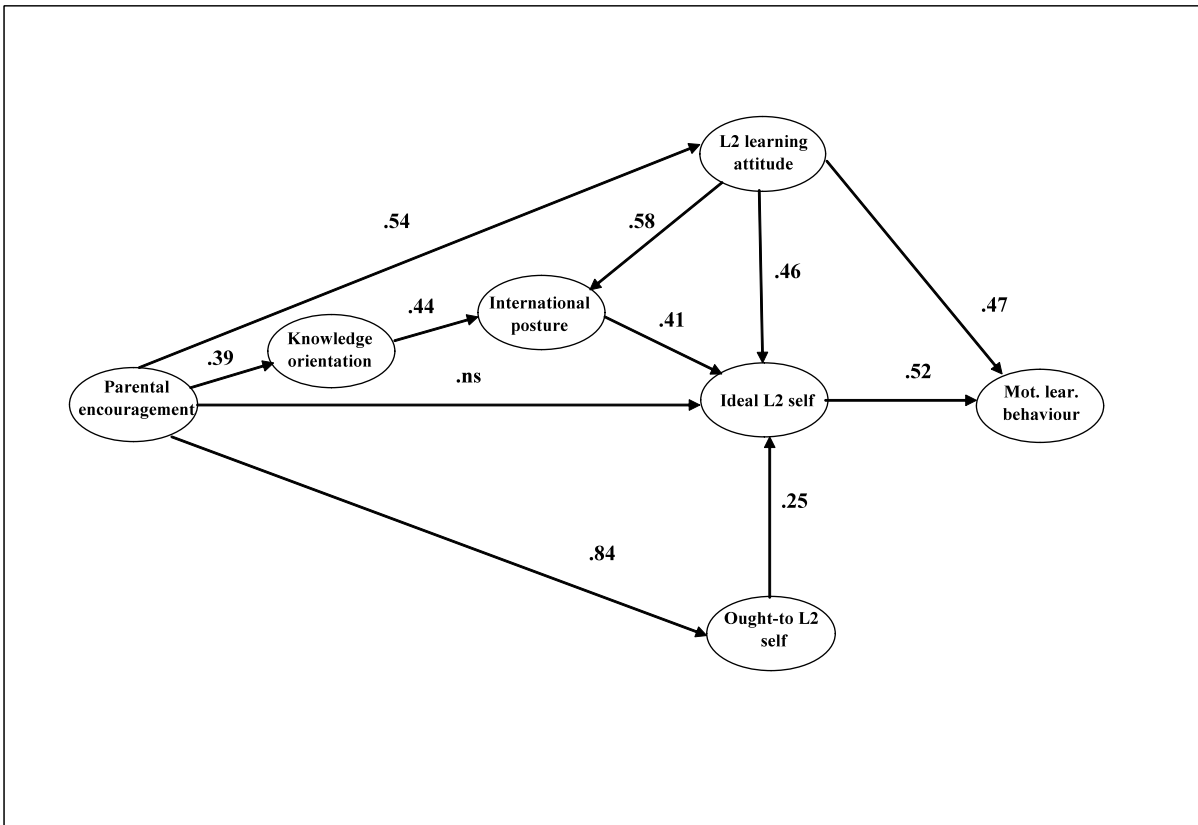 L2 learning
attitude
.54
.58
.46
International
posture
.44
.47
.41
Knowledge
orientation
.39
.ns
.52
Parental
encouragement
Ideal L2 self
Mot. lear.
behaviour
.25
.84
Ought-to L2
self